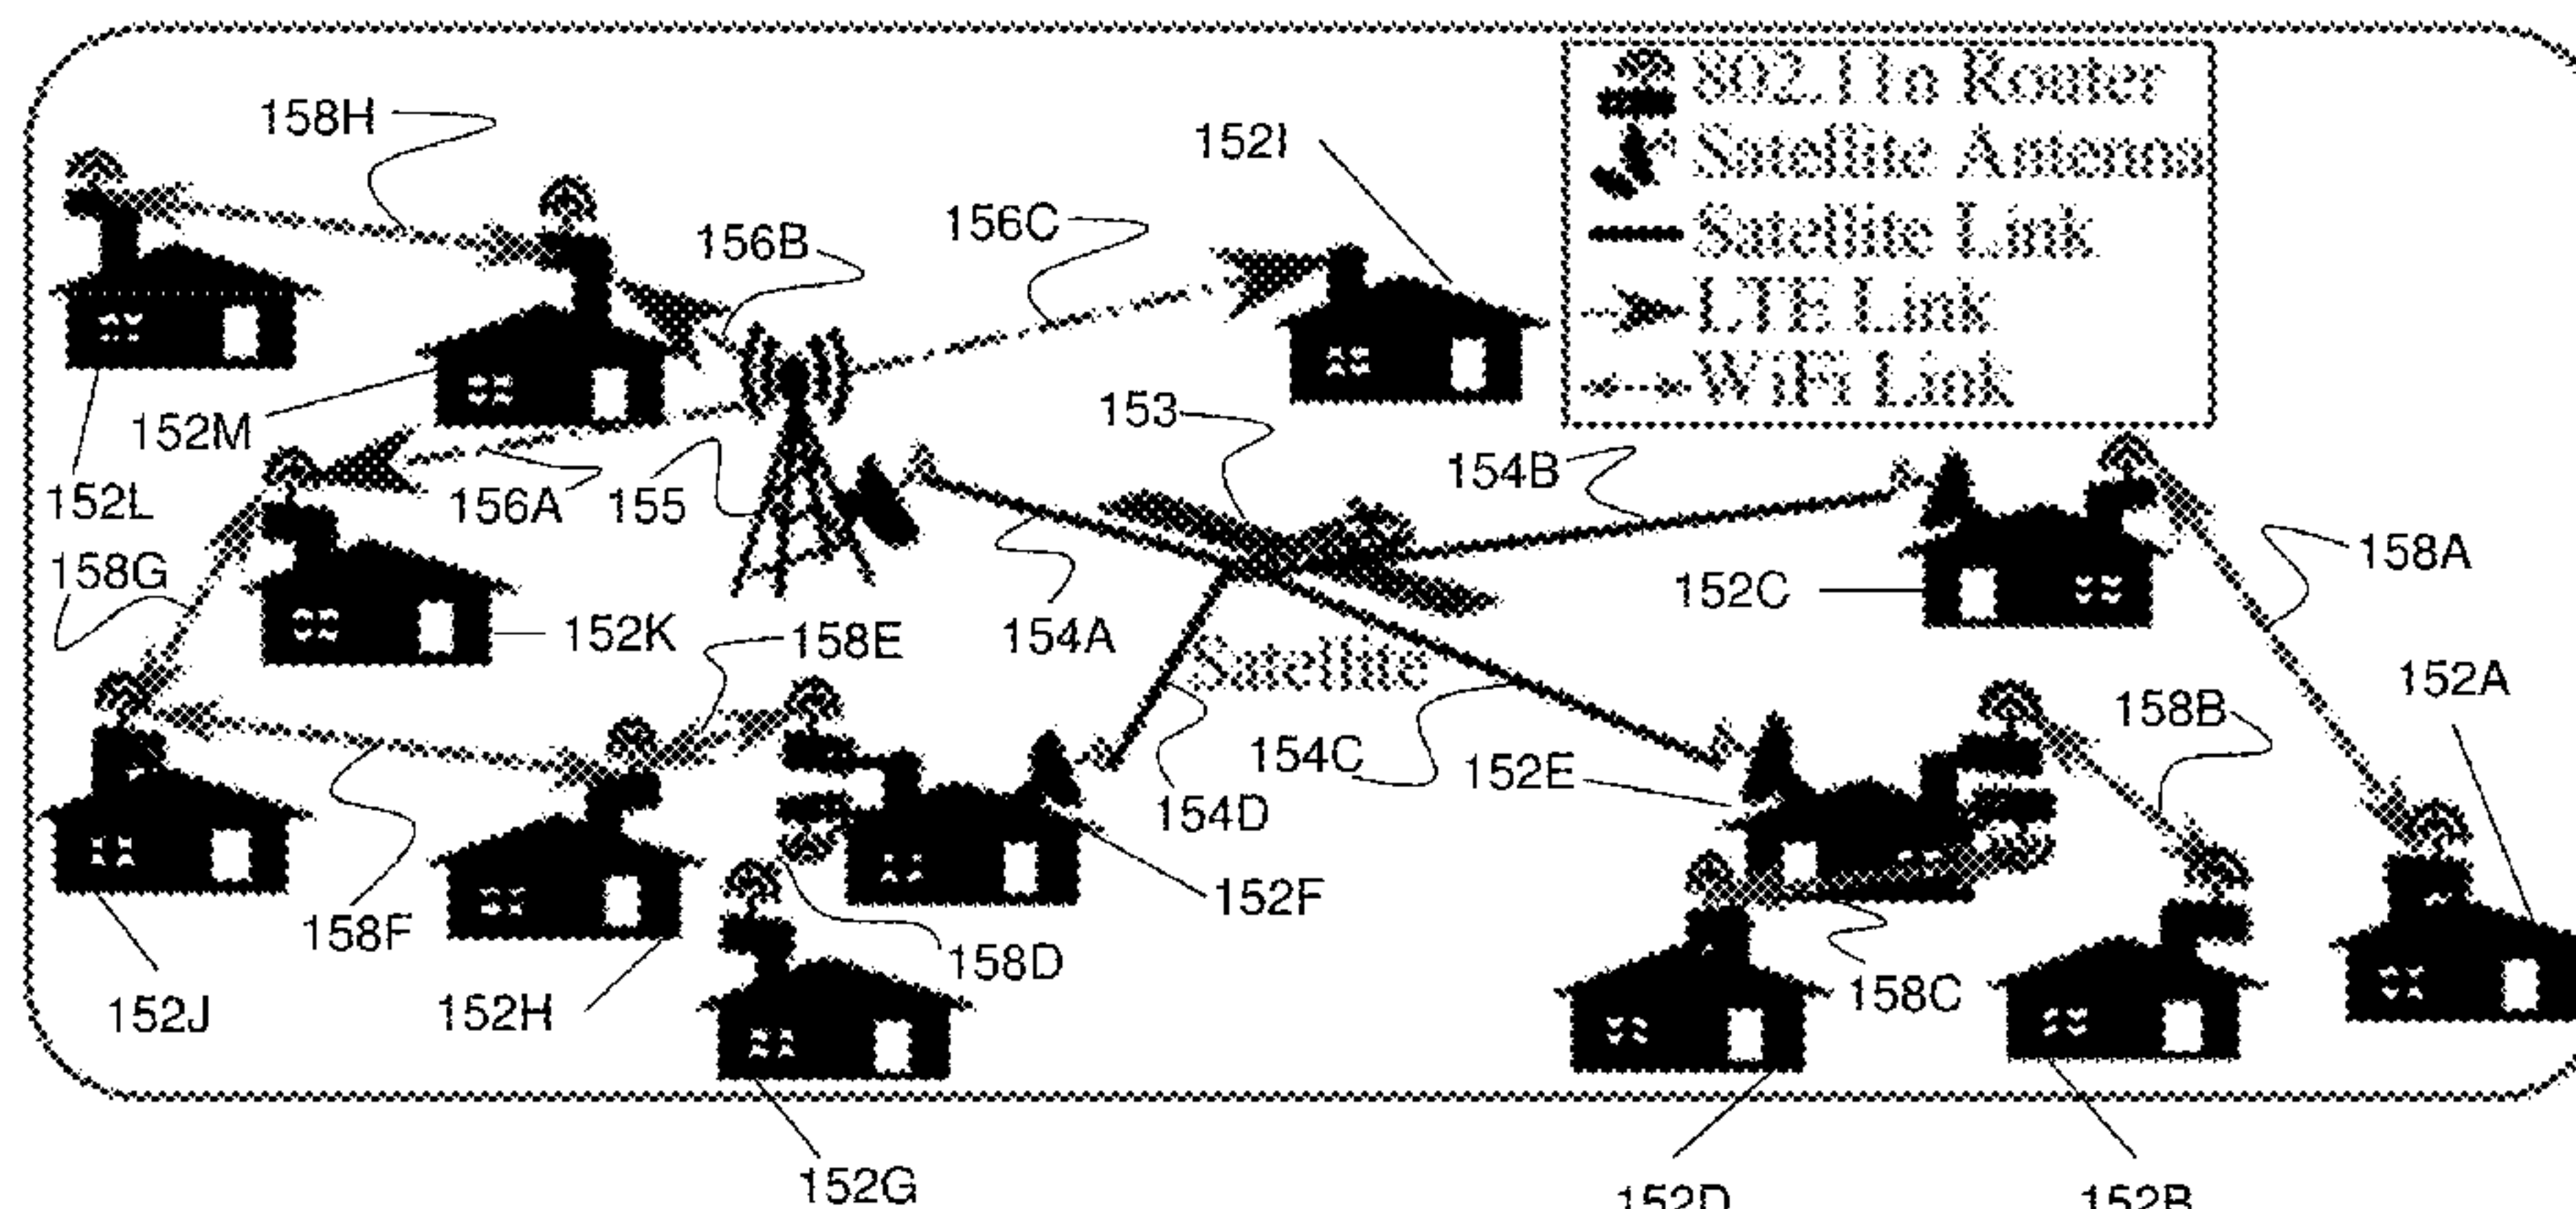 802.11n Router
Satellite Antenna
Satellite Link
LTE Link
WiFi Link
158H
152I
156B
156C
152M
153
152L
156A
155
154B
158G
152C
158A
152K
158E
154A
Satellite
152A
158B
154C
152E
154D
152F
158F
158D
158C
152J
152H
152G
152D
152B